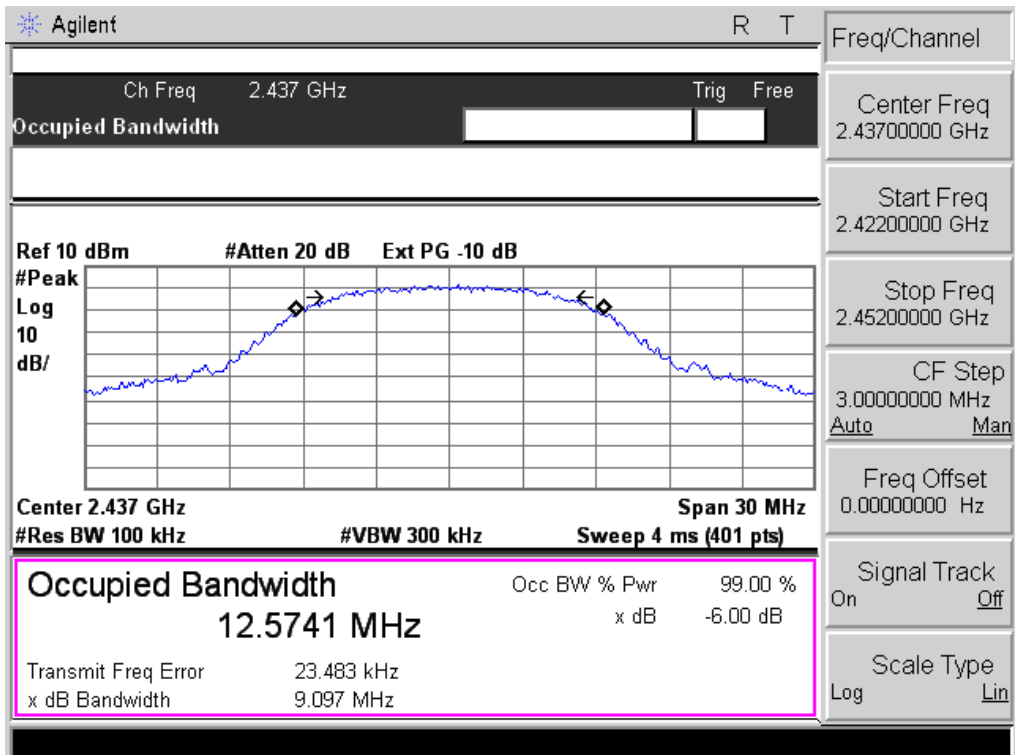 Agilent R T
Freq/Channel
Ch Freq 2.437 GHz Trig Free
Occupied Bandwidth
Center Freq
2.43700000 GHz
Start Freq
2.42200000 GHz
Ref 10 dBm #Atten 20 dB Ext PG -10 dB
#Peak
Log
10
dB/
Stop Freq
2.45200000 GHz
CF Step
3.00000000 MHz
Auto Man
Center 2.437 GHz Span 30 MHz
#Res BW 100 kHz #VBW 300 kHz Sweep 4 ms (401 pts)
Freq Offset
0.00000000 Hz
Occupied Bandwidth
12.5741 MHz
Occ BW % Pwr 99.00 %
x dB -6.00 dB
Transmit Freq Error 23.483 kHz
x dB Bandwidth 9.097 MHz
Signal Track
On Off
Scale Type
Log Lin